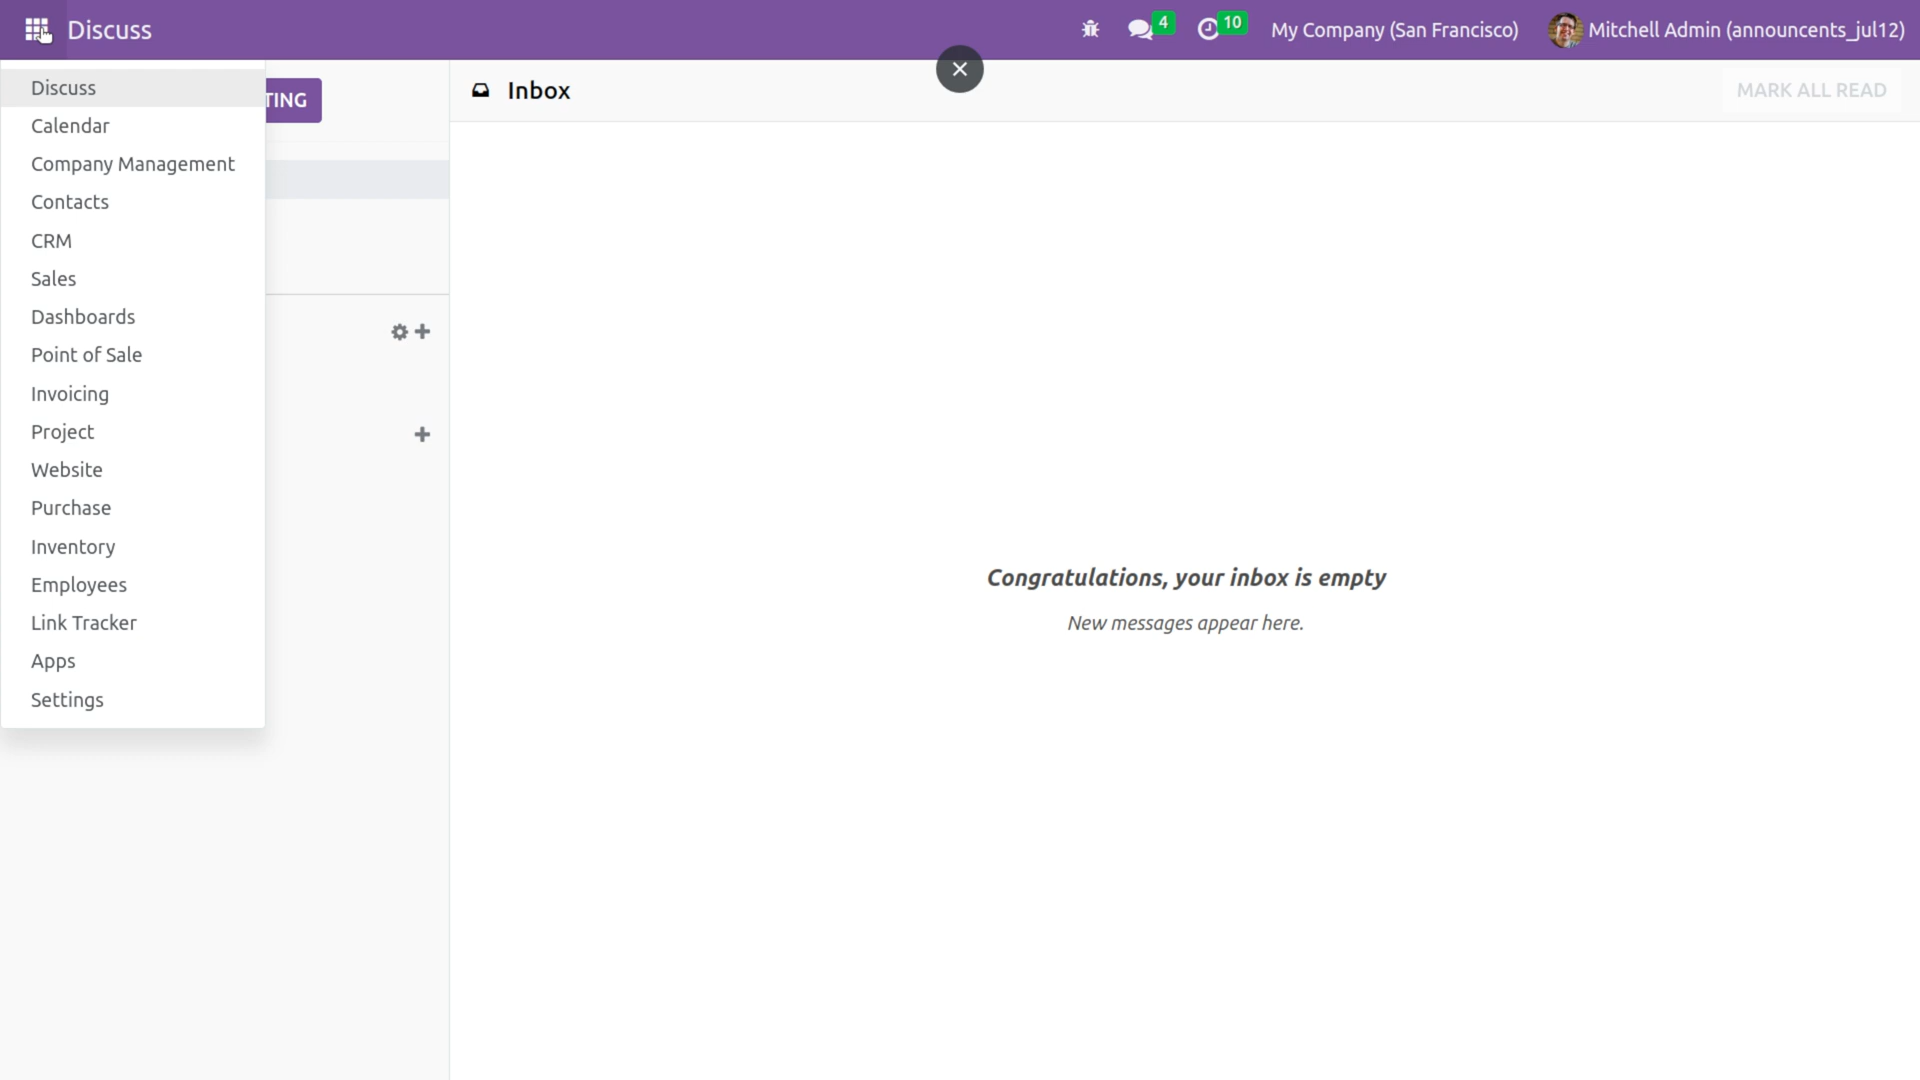 Discuss
4
10
My Company (San Francisco)
Mitchell Admin (announcents_jul12)
Discuss
Calendar
Company Management
Contacts
CRM
Sales
Dashboards
Point of Sale
Invoicing
Project
Website
Purchase
Inventory
Employees
Link Tracker
Apps
Settings
TING
Inbox
MARK ALL READ
Congratulations, your inbox is empty
New messages appear here.